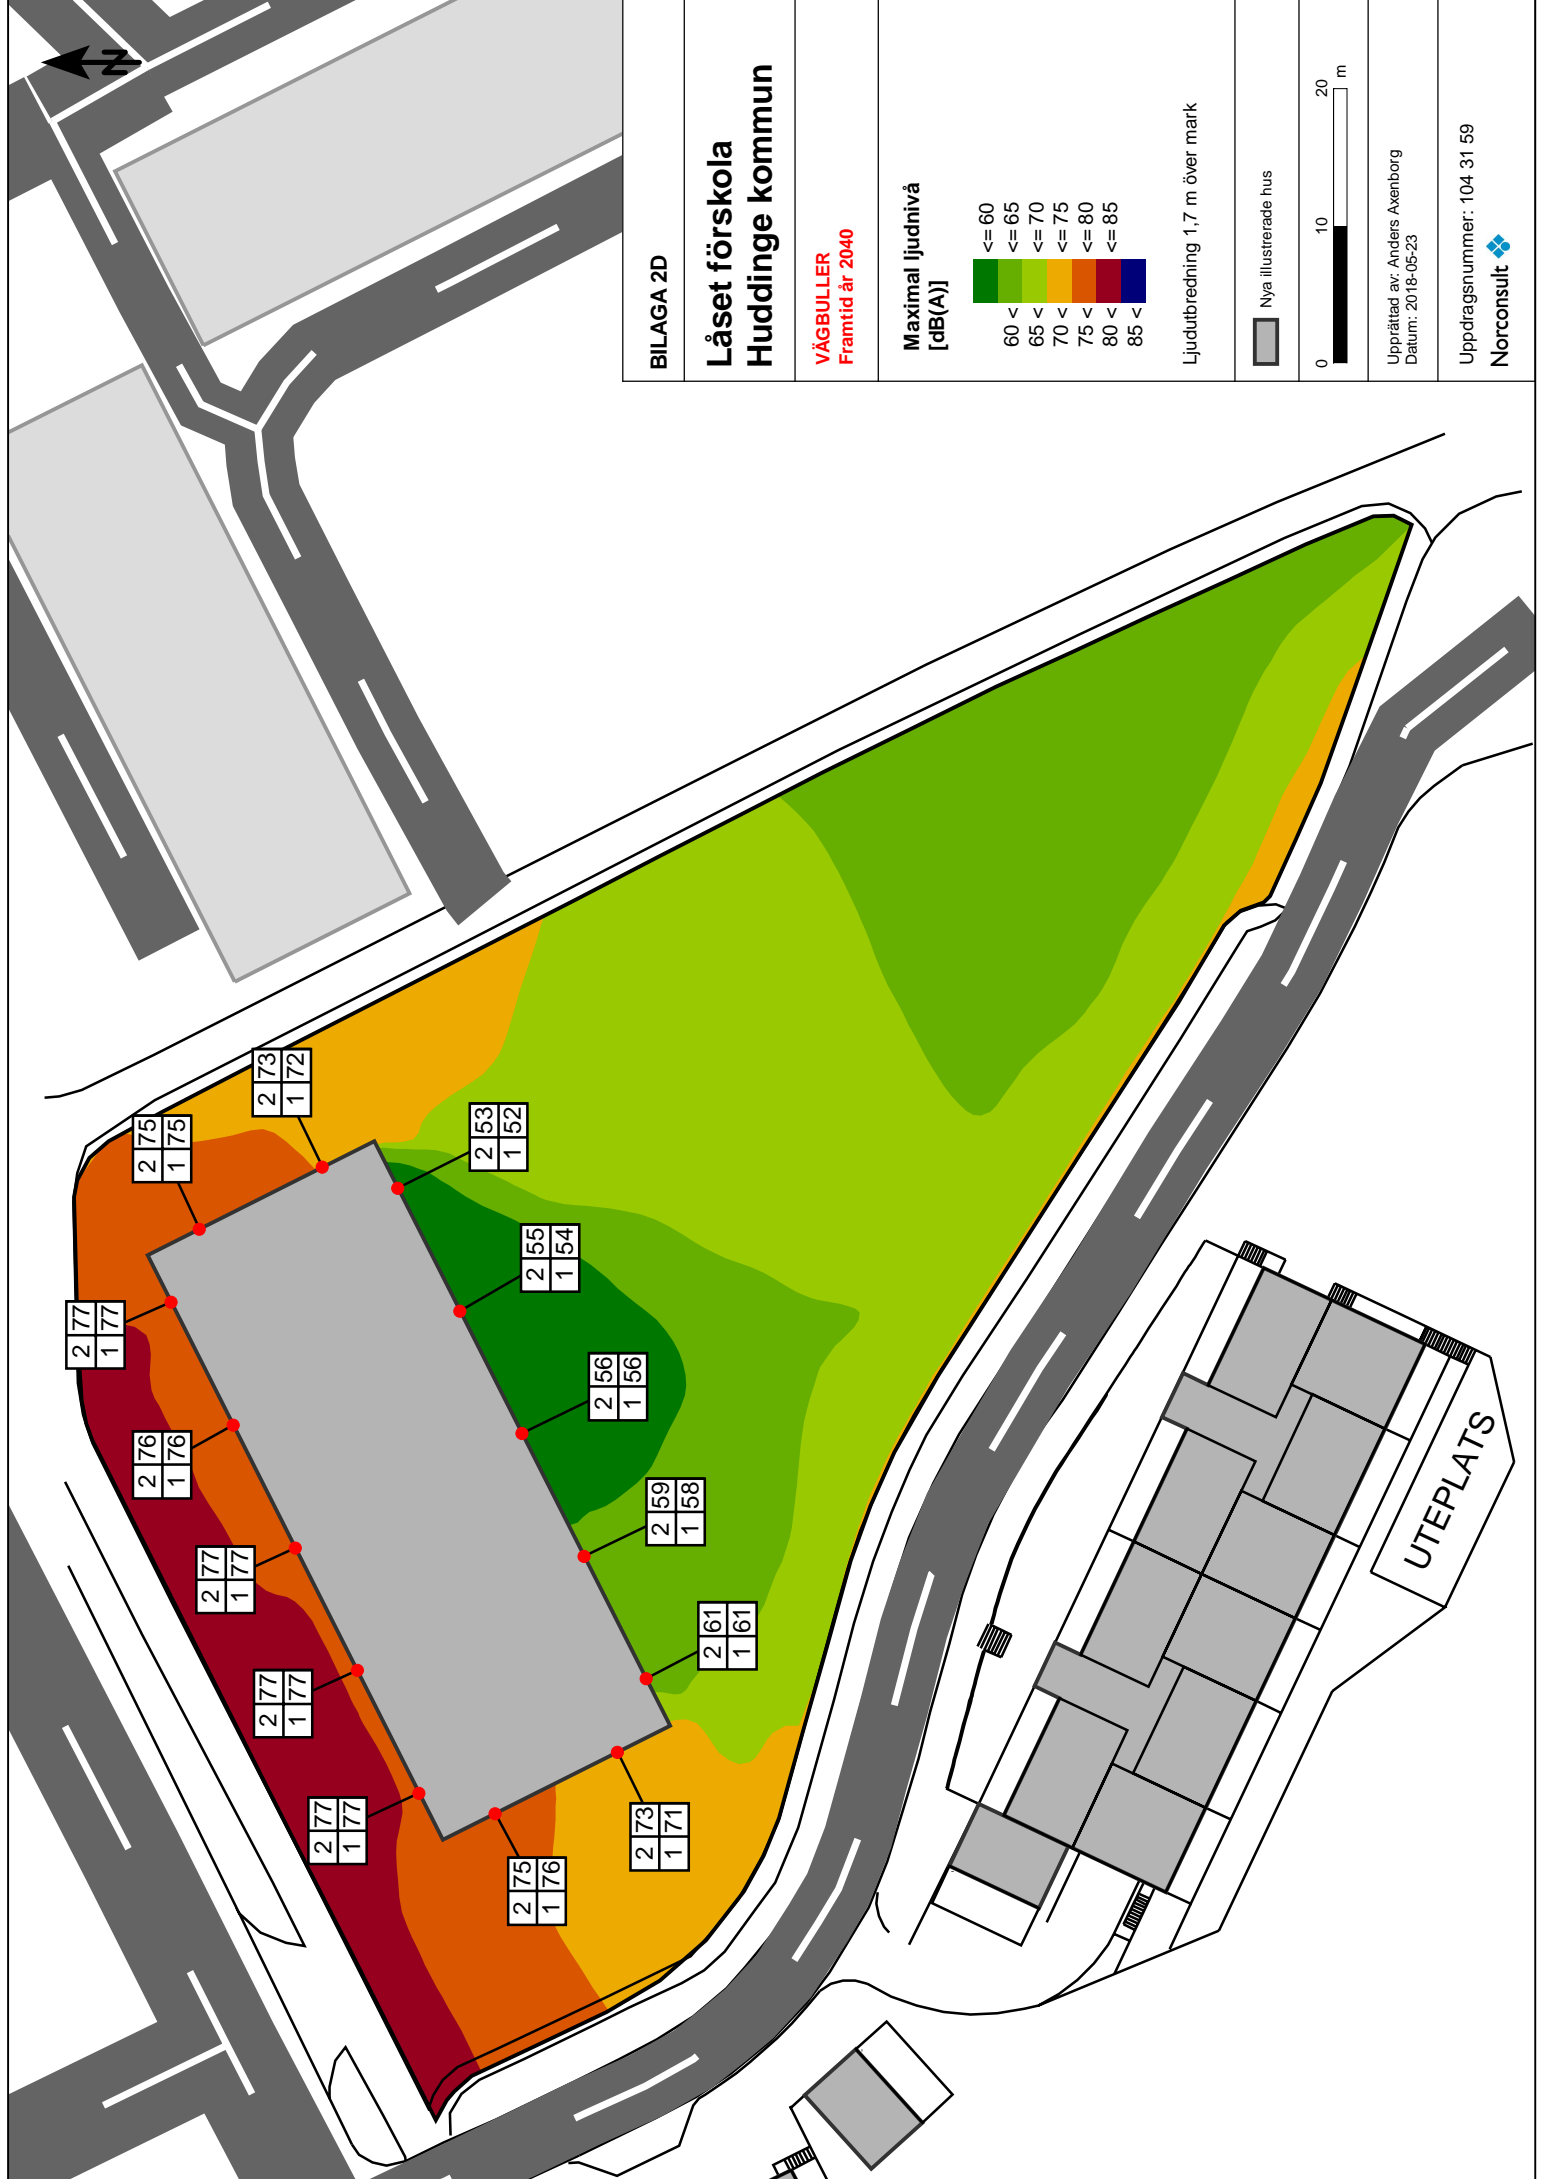 BILAGA 2D
Låset förskola
Huddinge kommun
VÄGBULLER
Framtid år 2040
Maximal ljudnivå
[dB(A)]
<= 60
60 < <= 65
65 < <= 70
70 < <= 75
75 < <= 80
80 < <= 85
85 <
Ljudutbredning 1,7 m över mark
Nya illustrerade hus
0 10 20
m
Upprättad av: Anders Axenborg
Datum: 2018-05-23
Uppdragsnummer: 104 31 59
Norconsult
N
2 77
1 77
2 75
1 75
2 73
1 72
2 53
1 52
2 55
1 54
2 56
1 56
2 59
1 58
2 61
1 61
2 76
1 76
2 77
1 77
2 77
1 77
2 77
1 77
2 75
1 76
2 73
1 71
UTEPLATS